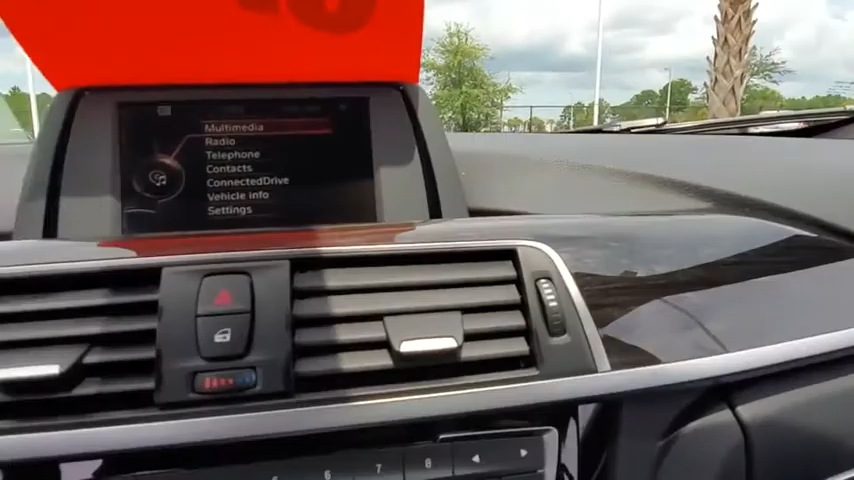 Multimedia
Radio
Telephone
Contacts
ConnectedDrive
Vehicle info
Settings
6 7 8